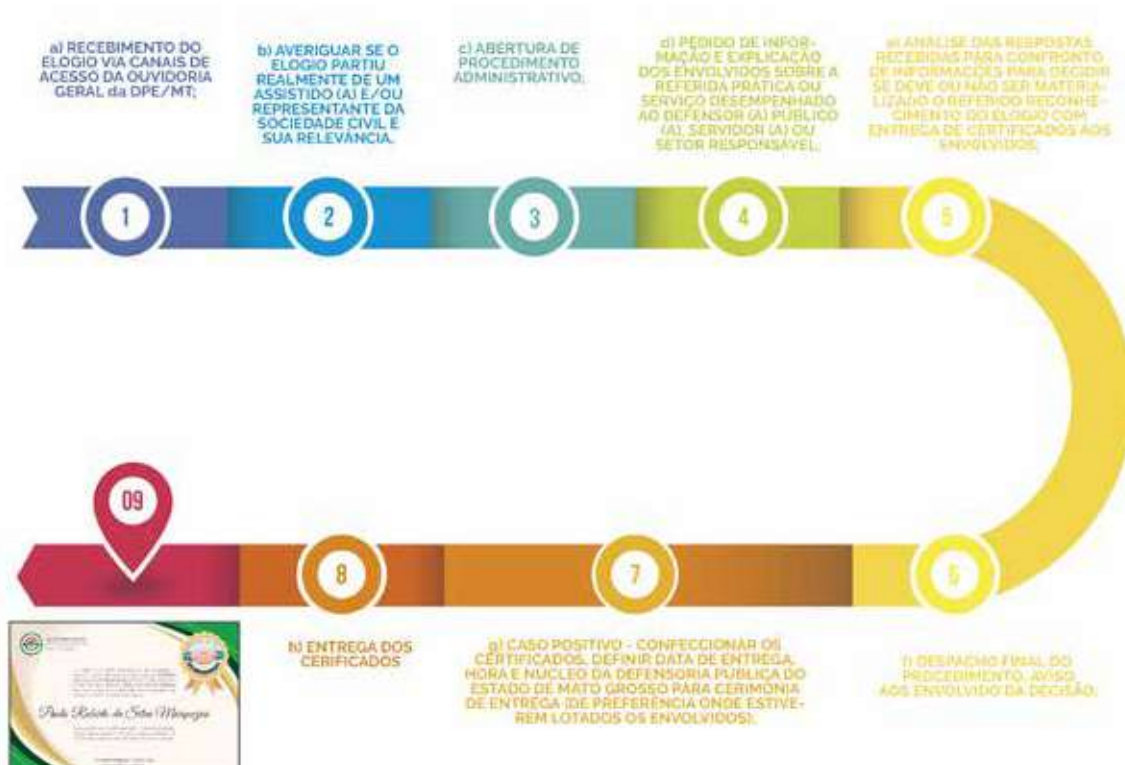 a) RECEBIMENTO DO
ELOGIO VIA CANAIS DE
ACESSO DA OUVIDORIA
GERAL da DPE/MT;
b) AVERIGUAR SE O
ELOGIO PARTIU
REALMENTE DE UM
ASSISTIDO (A) E/OU
REPRESENTANTE DA
SOCIEDADE CIVIL E
SUA RELEVÂNCIA.
c) ABERTURA DE
PROCEDIMENTO
ADMINISTRATIVO;
d) PEDIDO DE INFOR-
MAÇÃO E EXPLICAÇÃO
DOS ENVOLVIDOS SOBRE A
REFERIDA PRÁTICA OU
SERVIÇO DESEMPENHADO
AO DEFENSOR (A) PÚBLICO
(A), SERVIDOR (A) OU
SETOR RESPONSÁVEL;
e) ANÁLISE DAS RESPOSTAS
RECEBIDAS PARA CONFRONTO
DE INFORMAÇÕES PARA DECIDIR
SE DEVE OU NÃO SER MATERIA-
LIZADO O REFERIDO RECONHE-
CIMENTO DO ELOGIO COM
ENTREGA DE CERTIFICADOS AOS
ENVOLVIDOS;
1
2
3
4
5
09
8
7
6
h) ENTREGA DOS
CERIFICADOS
g) CASO POSITIVO - CONFECCIONAR OS
CERTIFICADOS, DEFINIR DATA DE ENTREGA,
HORA E NÚCLEO DA DEFENSORIA PÚBLICA DO
ESTADO DE MATO GROSSO PARA CERIMONIA
DE ENTREGA (DE PREFERÊNCIA ONDE ESTIVE-
REM LOTADOS OS ENVOLVIDOS);
f) DESPACHO FINAL DO
PROCEDIMENTO, AVISO
AOS ENVOLVIDO DA DECISÃO;
da Silva